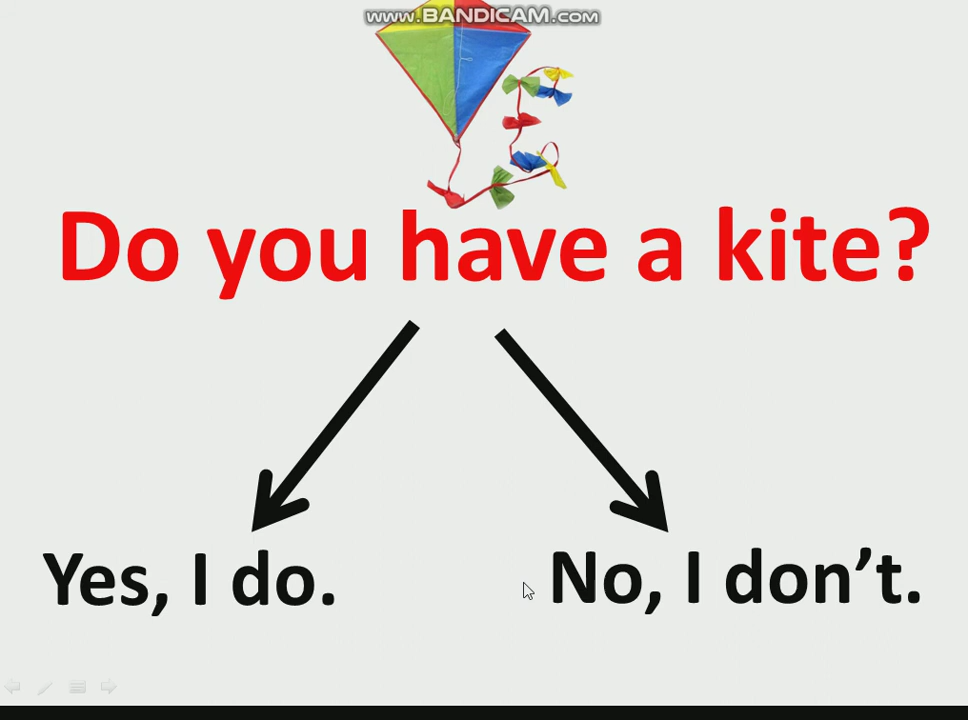 www.BANDICAM.com
Do you have a kite?
Yes, I do.
No, I don’t.